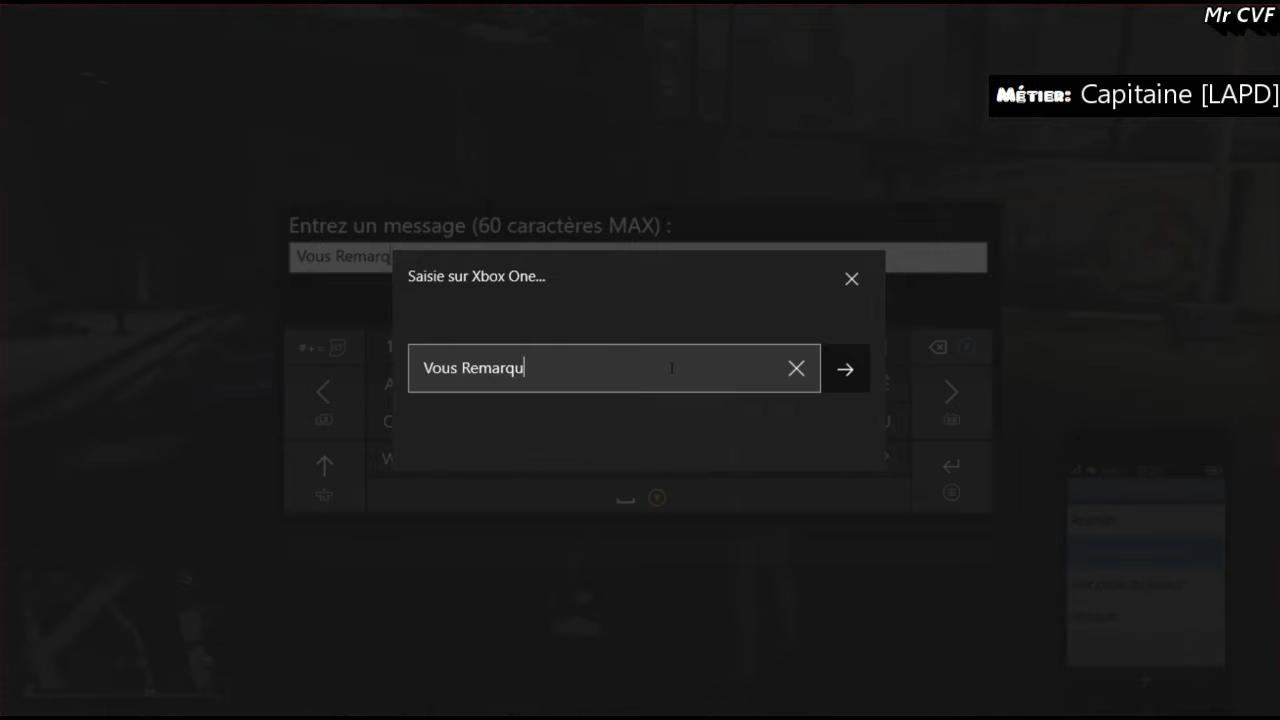 Mr CVF
MÉTIER: Capitaine [LAPD]
Entrez un message (60 caractères MAX) :
Vous Remarq
Saisie sur Xbox One...
Vous Remarqu